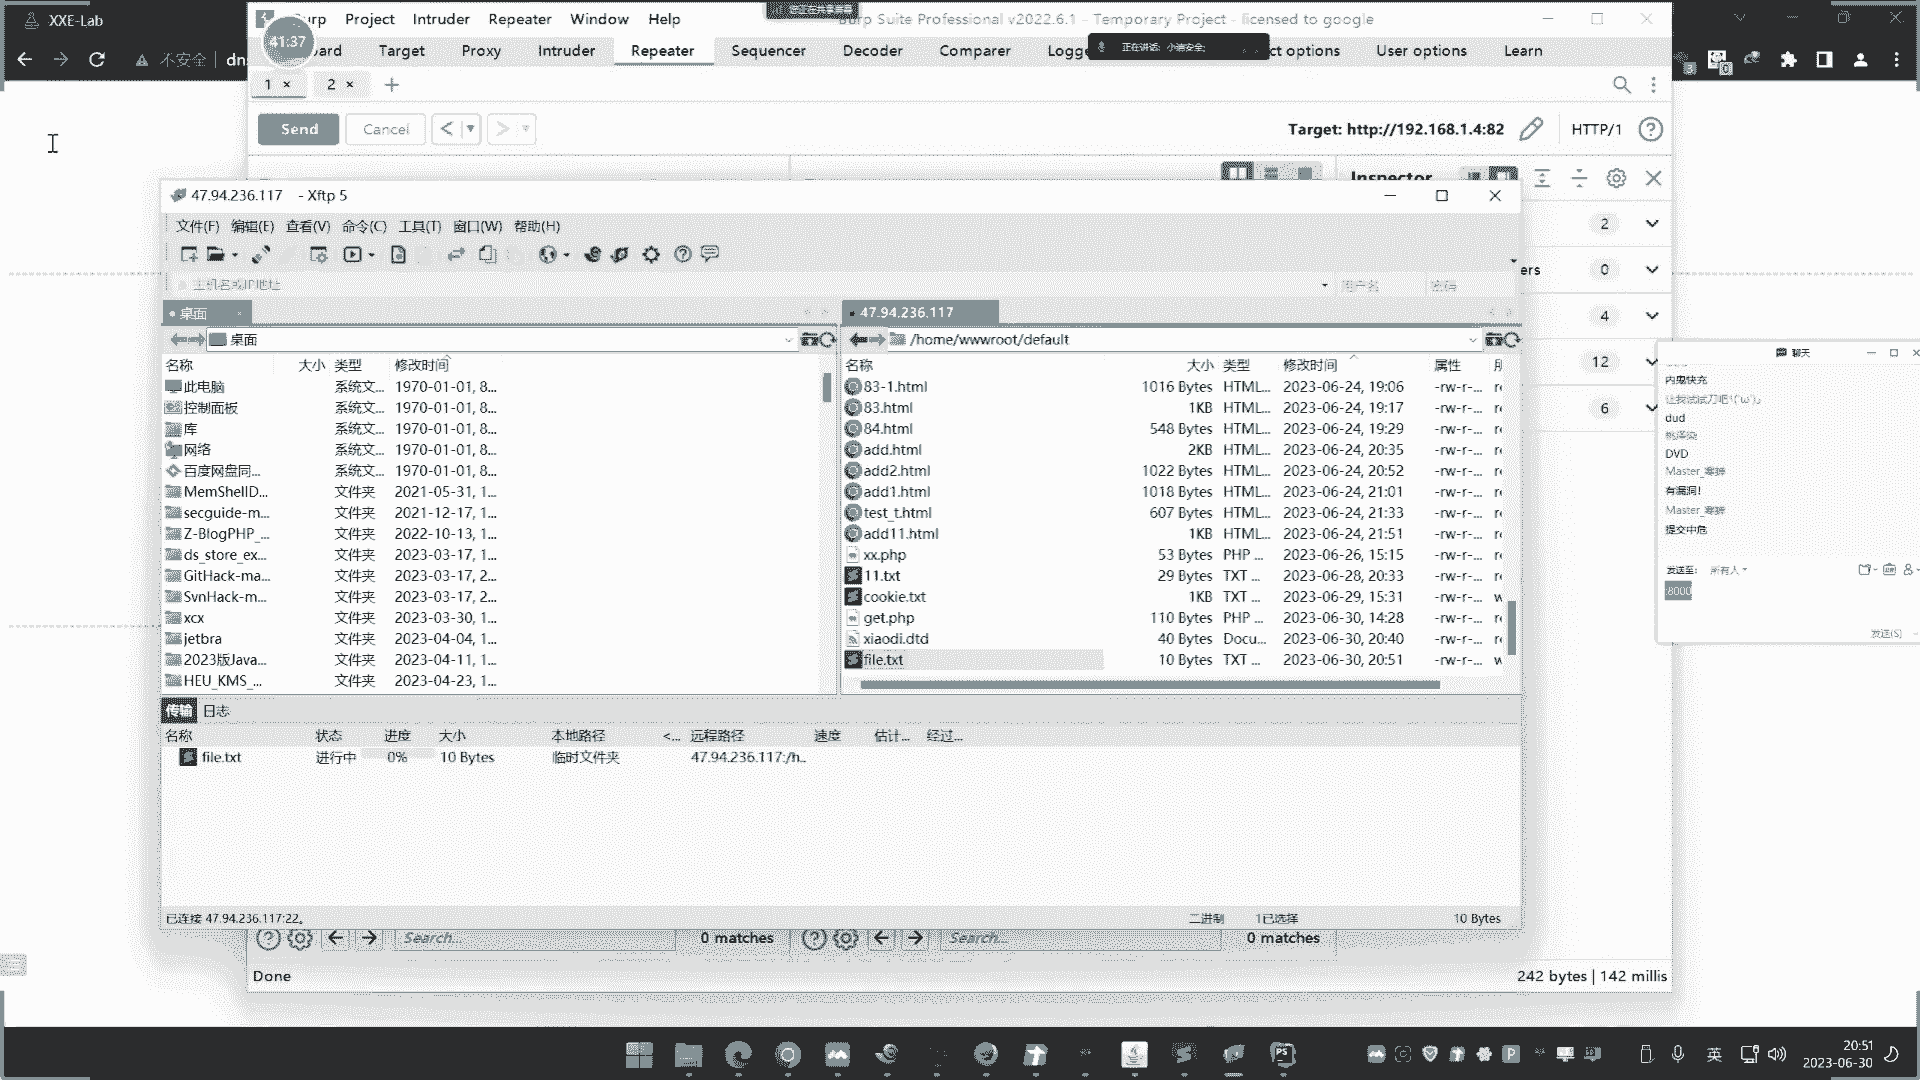 XXE-Lab
Burp Project Intruder Repeater Window Help
Burp Suite Professional v2022.6.1 - Temporary Project - licensed to google
您正在共享屏幕
41:37
Target Proxy Intruder Repeater Sequencer Decoder Comparer Logge
正在讲话: 小迪安全;
ct options User options Learn
不安全 dn
1 × 2 × +
Send Cancel
Target: http://192.168.1.4:82 HTTP/1
Inspector
47.94.236.117 - Xftp 5
文件(F) 编辑(E) 查看(V) 命令(C) 工具(T) 窗口(W) 帮助(H)
主机名或IP地址 用户名 密码
桌面 47.94.236.117
桌面 /home/wwwroot/default
名称 大小 类型 修改时间
此电脑 系统文... 1970-01-01, 8...
控制面板 系统文... 1970-01-01, 8...
库 系统文... 1970-01-01, 8...
网络 系统文... 1970-01-01, 8...
百度网盘同... 系统文... 1970-01-01, 8...
MemShellD... 文件夹 2021-05-31, 1...
secguide-m... 文件夹 2021-12-17, 1...
Z-BlogPHP_... 文件夹 2022-10-13, 1...
ds_store_ex... 文件夹 2023-03-17, 1...
GitHack-ma... 文件夹 2023-03-17, 2...
SvnHack-m... 文件夹 2023-03-17, 2...
xcx 文件夹 2023-03-30, 1...
jetbra 文件夹 2023-04-04, 1...
2023版Java... 文件夹 2023-04-11, 1...
HEU_KMS_... 文件夹 2023-04-23, 1...
名称 大小 类型 修改时间 属性
83-1.html 1016 Bytes HTML... 2023-06-24, 19:06 -rw-r-...
83.html 1KB HTML... 2023-06-24, 19:17 -rw-r-...
84.html 548 Bytes HTML... 2023-06-24, 19:29 -rw-r-...
add.html 2KB HTML... 2023-06-24, 20:35 -rw-r-...
add2.html 1022 Bytes HTML... 2023-06-24, 20:52 -rw-r-...
add1.html 1018 Bytes HTML... 2023-06-24, 21:01 -rw-r-...
test_t.html 607 Bytes HTML... 2023-06-24, 21:33 -rw-r-...
add11.html 1KB HTML... 2023-06-24, 21:51 -rw-r-...
xx.php 53 Bytes PHP ... 2023-06-26, 15:15 -rw-r-...
11.txt 29 Bytes TXT ... 2023-06-28, 20:33 -rw-r-...
cookie.txt 1KB TXT ... 2023-06-29, 15:31 -rw-r-...
get.php 110 Bytes PHP ... 2023-06-30, 14:28 -rw-r-...
xiaodi.dtd 40 Bytes Docu... 2023-06-30, 20:40 -rw-r-...
file.txt 10 Bytes TXT ... 2023-06-30, 20:51 -rw-r-...
传输 日志
名称 状态 进度 大小 本地路径 <... 远程路径 速度 估计... 经过...
file.txt 进行中 0% 10 Bytes 临时文件夹 47.94.236.117:/h...
已连接 47.94.236.117:22。 二进制 1已选择 10 Bytes
2
ers 0
4
12
6
聊天
内鬼快充
dud
DVD
有漏洞!
提交中危
发送至: 所有人
:8000
发送(S)
Search... 0 matches Search... 0 matches
Done 242 bytes | 142 millis
英
20:51
2023-06-30